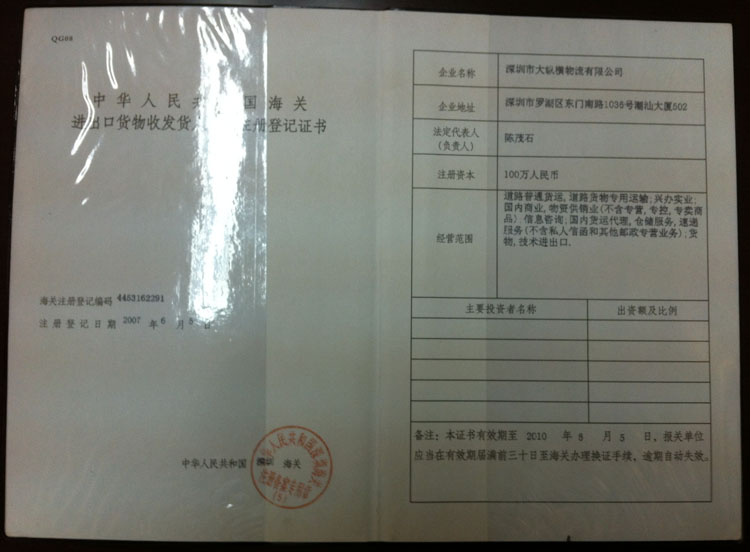 QG08
中华人民共 国海关
进出口货物收发货 注册登记证书
海关注册登记编码 4453162291
注册登记日期 2007 年 6 月 5 日
中华人民共和国 海关
企业名称 深圳市大纵横物流有限公司
企业地址 深圳市罗湖区东门南路1036号潮汕大厦502
法定代表人
(负责人) 陈茂石
注册资本 100万人民币
经营范围
道路普通货运,道路货物专用运输;兴办实业;
国内商业,物资供销业(不含专营,专控,专卖商
品) 信息咨询;国内货运代理,仓储服务,速递
服务(不含私人信函和其他邮政专营业务);货
物,技术进出口.
主要投资者名称 出资额及比例
备注:本证书有效期至 2010 年 6 月 5 日,报关单位
应当在有效期届满前三十日至海关办理换证手续,逾期自动失效。